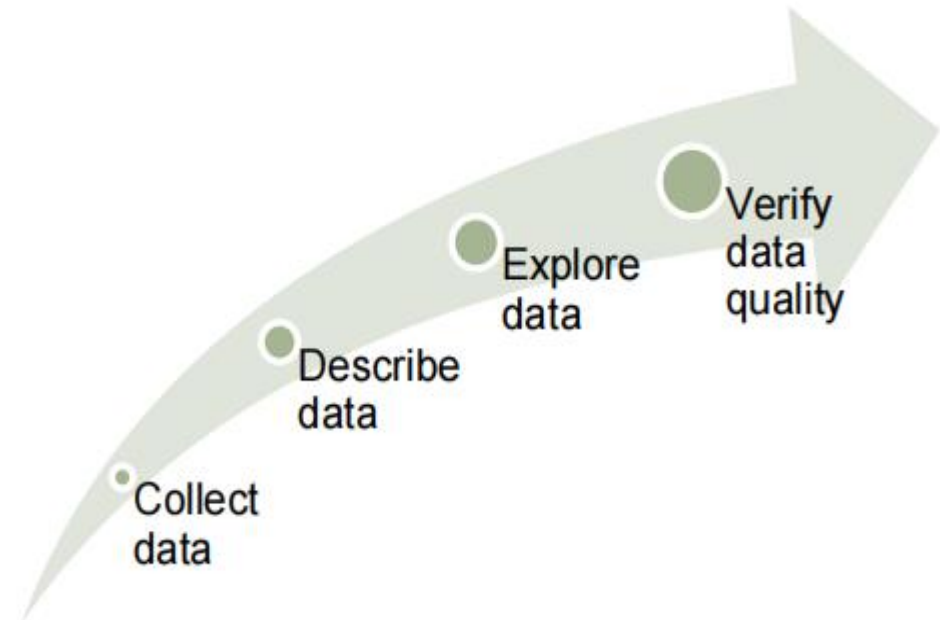 Collect
data
Describe
data
Explore
data
Verify
data
quality